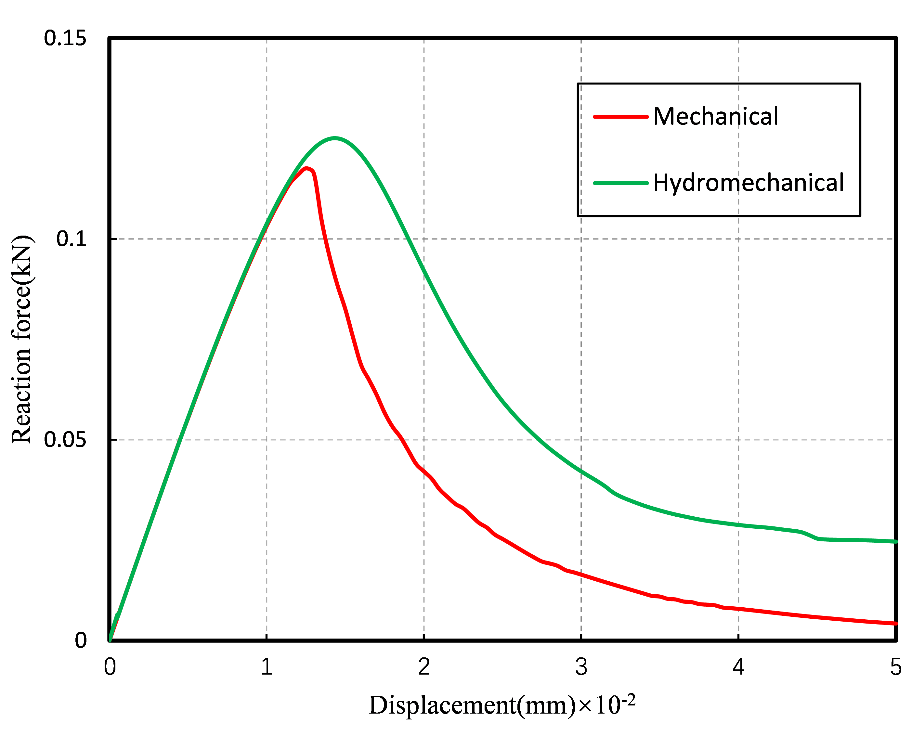 0.15
0.1
0.05
0
0 1 2 3 4 5
Reaction force(kN)
Displacement(mm)×10⁻²
Mechanical
Hydromechanical